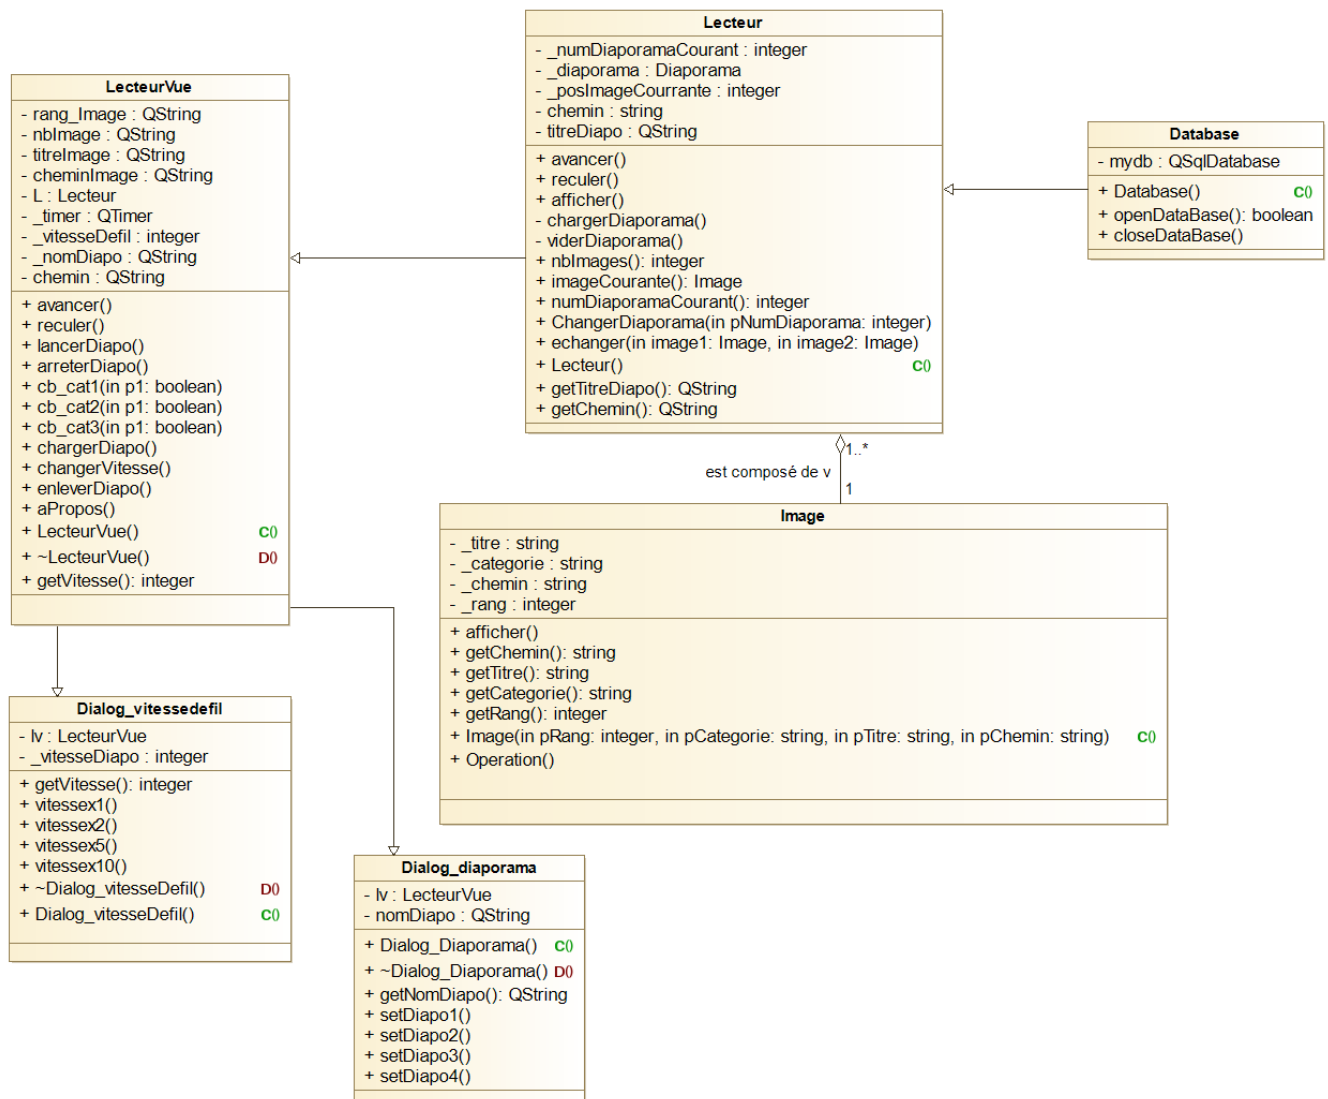 LecteurVue
- rang_Image : QString
- nbImage : QString
- titreImage : QString
- cheminImage : QString
- L : Lecteur
- _timer : QTimer
- _vitesseDefil : integer
- _nomDiapo : QString
- chemin : QString
+ avancer()
+ reculer()
+ lancerDiapo()
+ arreterDiapo()
+ cb_cat1(in p1: boolean)
+ cb_cat2(in p1: boolean)
+ cb_cat3(in p1: boolean)
+ chargerDiapo()
+ changerVitesse()
+ enleverDiapo()
+ aPropos()
+ LecteurVue() C()
+ ~LecteurVue() D()
+ getVitesse(): integer
Lecteur
- _numDiaporamaCourant : integer
- _diaporama : Diaporama
- _posImageCourrante : integer
- chemin : string
- titreDiapo : QString
+ avancer()
+ reculer()
+ afficher()
- chargerDiaporama()
- viderDiaporama()
+ nbImages(): integer
+ imageCourante(): Image
+ numDiaporamaCourant(): integer
+ ChangerDiaporama(in pNumDiaporama: integer)
+ echanger(in image1: Image, in image2: Image)
+ Lecteur() C()
+ getTitreDiapo(): QString
+ getChemin(): QString
Database
- mydb : QSqlDatabase
+ Database() C()
+ openDataBase(): boolean
+ closeDataBase()
1..*
est composé de v
1
Image
- _titre : string
- _categorie : string
- _chemin : string
- _rang : integer
+ afficher()
+ getChemin(): string
+ getTitre(): string
+ getCategorie(): string
+ getRang(): integer
+ Image(in pRang: integer, in pCategorie: string, in pTitre: string, in pChemin: string) C()
+ Operation()
Dialog_vitessedefil
- lv : LecteurVue
- _vitesseDiapo : integer
+ getVitesse(): integer
+ vitessex1()
+ vitessex2()
+ vitessex5()
+ vitessex10()
+ ~Dialog_vitesseDefil() D()
+ Dialog_vitesseDefil() C()
Dialog_diaporama
- lv : LecteurVue
- nomDiapo : QString
+ Dialog_Diaporama() C()
+ ~Dialog_Diaporama() D()
+ getNomDiapo(): QString
+ setDiapo1()
+ setDiapo2()
+ setDiapo3()
+ setDiapo4()